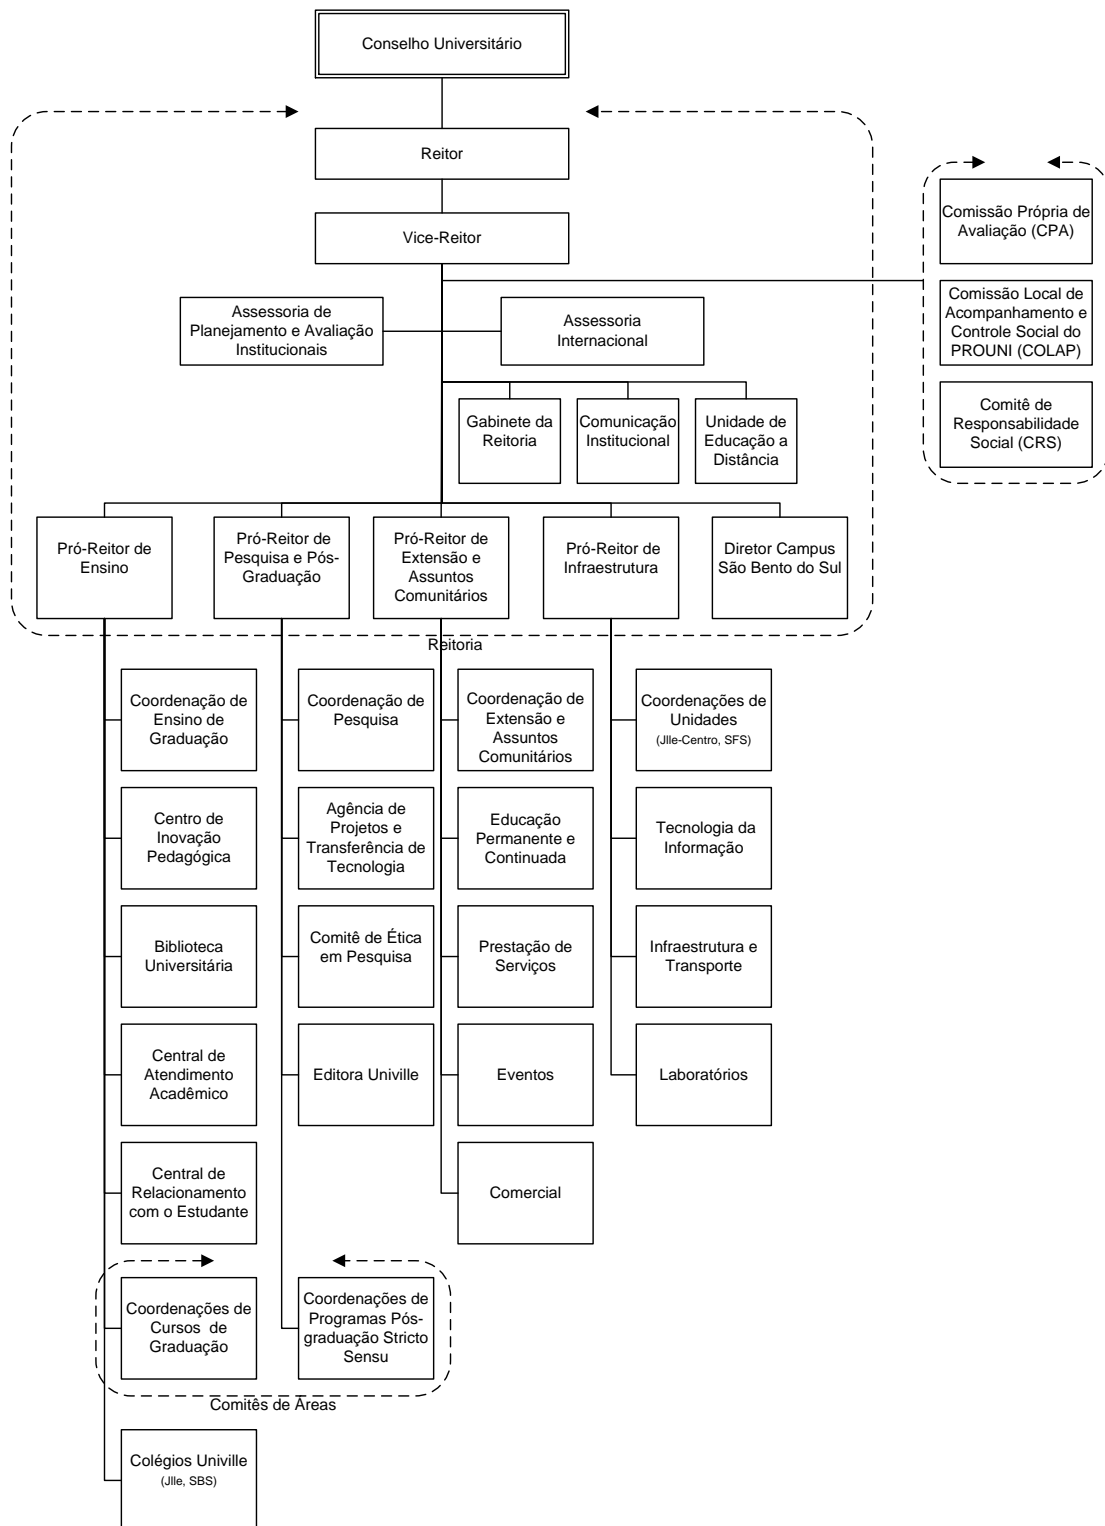 Conselho Universitário
Reitor
Vice-Reitor
Comissão Própria de
Avaliação (CPA)
Comissão Local de
Acompanhamento e
Controle Social do
PROUNI (COLAP)
Comitê de
Responsabilidade
Social (CRS)
Assessoria de
Planejamento e Avaliação
Institucionais
Assessoria
Internacional
Gabinete da
Reitoria
Comunicação
Institucional
Unidade de
Educação a
Distância
Pró-Reitor de
Ensino
Pró-Reitor de
Pesquisa e Pós-
Graduação
Pró-Reitor de
Extensão e
Assuntos
Comunitários
Pró-Reitor de
Infraestrutura
Diretor Campus
São Bento do Sul
Reitoria
Coordenação de
Ensino de
Graduação
Coordenação de
Pesquisa
Coordenação de
Extensão e
Assuntos
Comunitários
Coordenações de
Unidades
(Jlle-Centro, SFS)
Centro de
Inovação
Pedagógica
Agência de
Projetos e
Transferência de
Tecnologia
Educação
Permanente e
Continuada
Tecnologia da
Informação
Biblioteca
Universitária
Comitê de Ética
em Pesquisa
Prestação de
Serviços
Infraestrutura e
Transporte
Central de
Atendimento
Acadêmico
Editora Univille
Eventos
Laboratórios
Central de
Relacionamento
com o Estudante
Comercial
Coordenações de
Cursos de
Graduação
Coordenações de
Programas Pós-
graduação Stricto
Sensu
Comitês de Áreas
Colégios Univille
(Jlle, SBS)